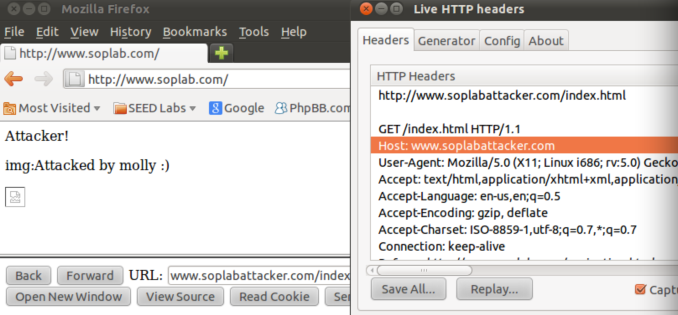 Mozilla Firefox
File Edit View History Bookmarks Tools Help
http://www.soplab.com/
http://www.soplab.com/
Most Visited SEED Labs Google PhpBB.com
Attacker!
img:Attacked by molly :)
Back Forward URL: www.soplabattacker.com/index
Open New Window View Source Read Cookie
Live HTTP headers
Headers Generator Config About
HTTP Headers
http://www.soplabattacker.com/index.html
GET /index.html HTTP/1.1
Host: www.soplabattacker.com
User-Agent: Mozilla/5.0 (X11; Linux i686; rv:5.0) Gecko
Accept: text/html,application/xhtml+xml,application,
Accept-Language: en-us,en;q=0.5
Accept-Encoding: gzip, deflate
Accept-Charset: ISO-8859-1,utf-8;q=0.7,*;q=0.7
Connection: keep-alive
Save All... Replay... Captu